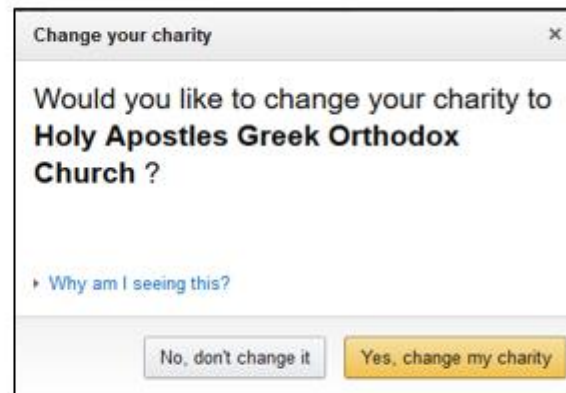 Change your charity ×
Would you like to change your charity to
Holy Apostles Greek Orthodox
Church ?
Why am I seeing this?
No, don't change it Yes, change my charity